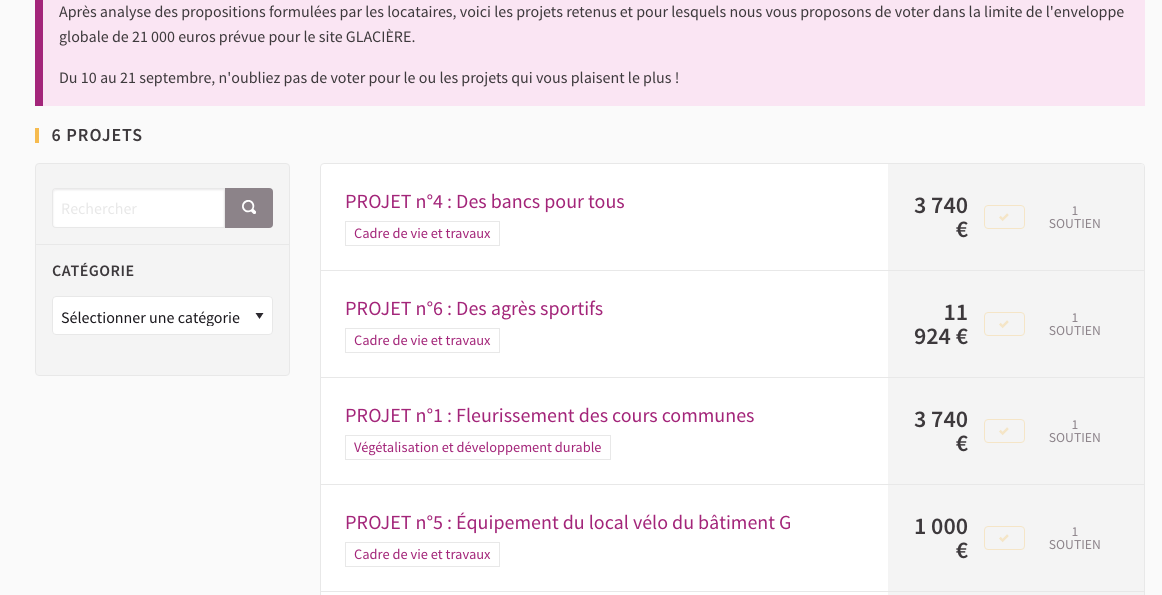 Après analyse des propositions formulées par les locataires, voici les projets retenus et pour lesquels nous vous proposons de voter dans la limite de l'enveloppe
globale de 21 000 euros prévue pour le site GLACIÈRE.
Du 10 au 21 septembre, n'oubliez pas de voter pour le ou les projets qui vous plaisent le plus !
6 PROJETS
Rechercher
CATÉGORIE
Sélectionner une catégorie
PROJET n°4 : Des bancs pour tous
Cadre de vie et travaux
3 740
€
1
SOUTIEN
PROJET n°6 : Des agrès sportifs
Cadre de vie et travaux
11
924 €
1
SOUTIEN
PROJET n°1 : Fleurissement des cours communes
Végétalisation et développement durable
3 740
€
1
SOUTIEN
PROJET n°5 : Équipement du local vélo du bâtiment G
Cadre de vie et travaux
1 000
€
1
SOUTIEN